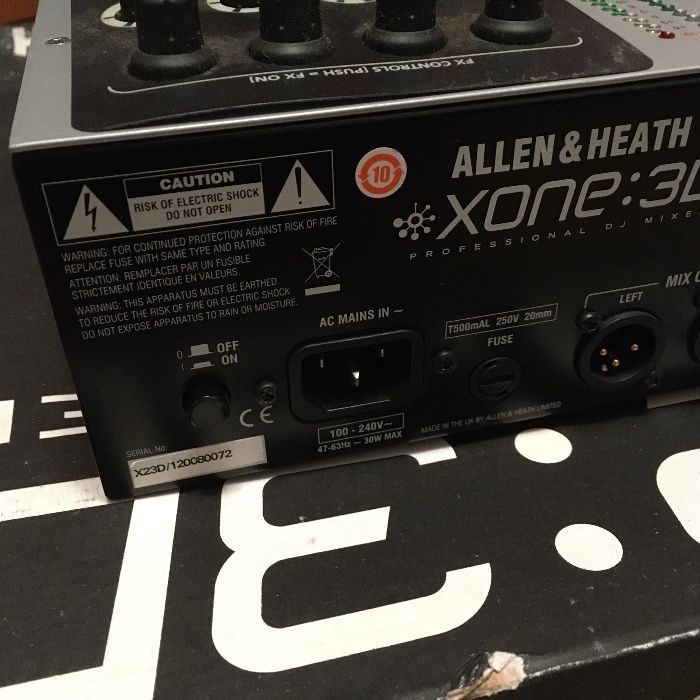 FX CONTROLS [PUSH = FX ON]
CAUTION
RISK OF ELECTRIC SHOCK
DO NOT OPEN
WARNING: FOR CONTINUED PROTECTION AGAINST RISK OF FIRE
REPLACE FUSE WITH SAME TYPE AND RATING.
ATTENTION: REMPLACER PAR UN FUSIBLE
STRICTEMENT IDENTIQUE EN VALEURS.
WARNING: THIS APPARATUS MUST BE EARTHED.
TO REDUCE THE RISK OF FIRE OR ELECTRIC SHOCK
DO NOT EXPOSE APPARATUS TO RAIN OR MOISTURE.
10
ALLEN & HEATH
XONE:3D
PROFESSIONAL DJ
AC MAINS IN ~
T500mAL 250V 20mm
FUSE
LEFT
MIX
0 OFF
1 ON
CE
100 - 240V~
47-63Hz - 30W MAX
MADE IN THE UK BY ALLEN & HEATH LIMITED
SERIAL No:
X23D/120080072